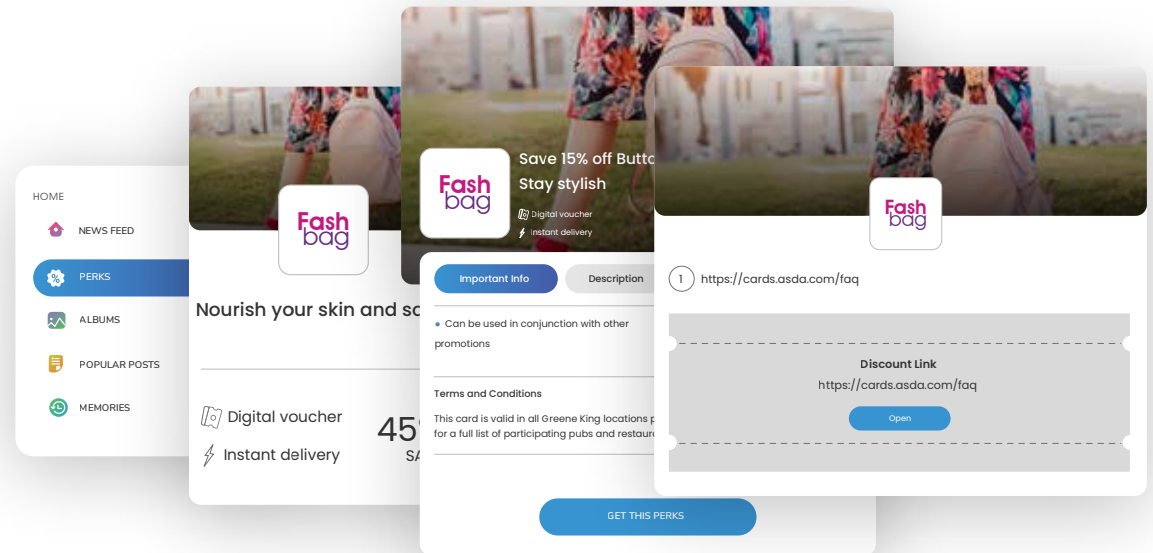 HOME
NEWS FEED
PERKS
ALBUMS
POPULAR POSTS
MEMORIES
Fash
bag
Nourish your skin and
Digital voucher
Instant delivery
45
Fash
bag
Save 15% off
Stay stylish
Digital voucher
Instant delivery
Important Info
Description
Can be used in conjunction with other
promotions
Terms and Conditions
This card is valid in all Greene King locations
for a full list of participating pubs and
GET THIS PERKS
Fash
bag
1 https://cards.asda.com/faq
Discount Link
https://cards.asda.com/faq
Open